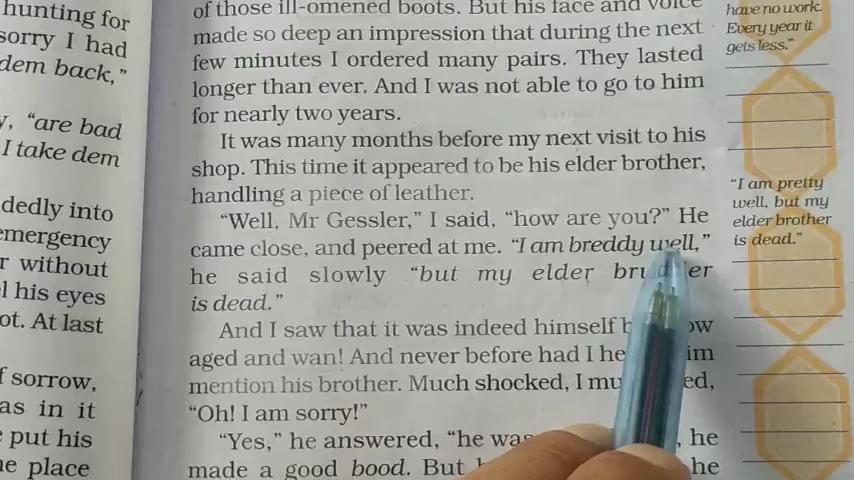 hunting for
sorry I had
dem back,"
"are bad
I take dem
dedly into
emergency
r without
l his eyes
ot. At last
f sorrow,
as in it
put his
place
of those ill-omened boots. But his face and voice
made so deep an impression that during the next
few minutes I ordered many pairs. They lasted
longer than ever. And I was not able to go to him
for nearly two years.
It was many months before my next visit to his
shop. This time it appeared to be his elder brother,
handling a piece of leather.
"Well, Mr Gessler," I said, "how are you?" He
came close, and peered at me. "I am breddy well,"
he said slowly "but my elder er
is dead."
And I saw that it was indeed himself
aged and wan! And never before had I
mention his brother. Much shocked, I
"Oh! I am sorry!"
"Yes," he answered, "he was , he
made a good bood. But he
have no work.
Every year it
gets less."
"I am pretty
well, but my
elder brother
is dead."